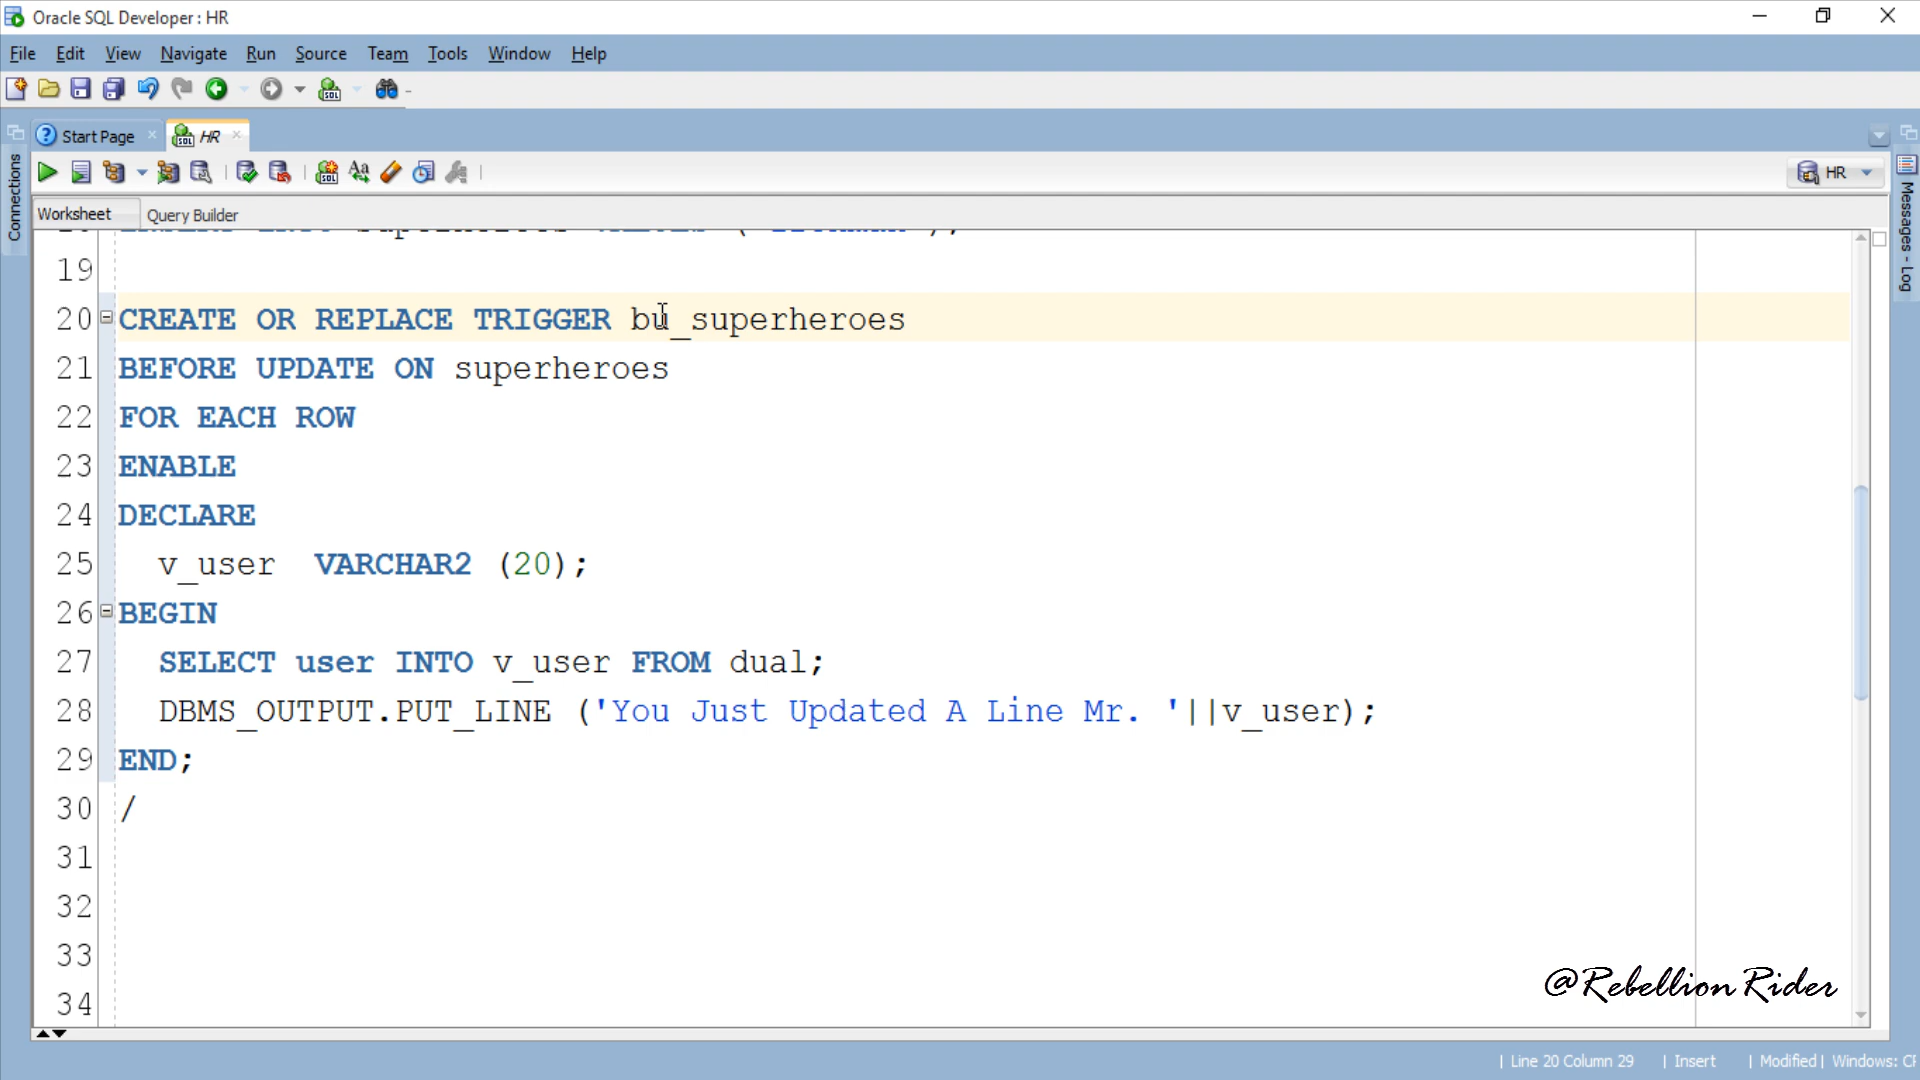 Oracle SQL Developer : HR
File Edit View Navigate Run Source Team Tools Window Help
Start Page HR
HR
Worksheet Query Builder
Connections
Messages - Log
19
20 CREATE OR REPLACE TRIGGER bu_superheroes
21 BEFORE UPDATE ON superheroes
22 FOR EACH ROW
23 ENABLE
24 DECLARE
25 v_user VARCHAR2 (20);
26 BEGIN
27 SELECT user INTO v_user FROM dual;
28 DBMS_OUTPUT.PUT_LINE ('You Just Updated A Line Mr. '||v_user);
29 END;
30 /
31
32
33
34
@Rebellion Rider
| Line 20 Column 29 | Insert | Modified | Windows: CF